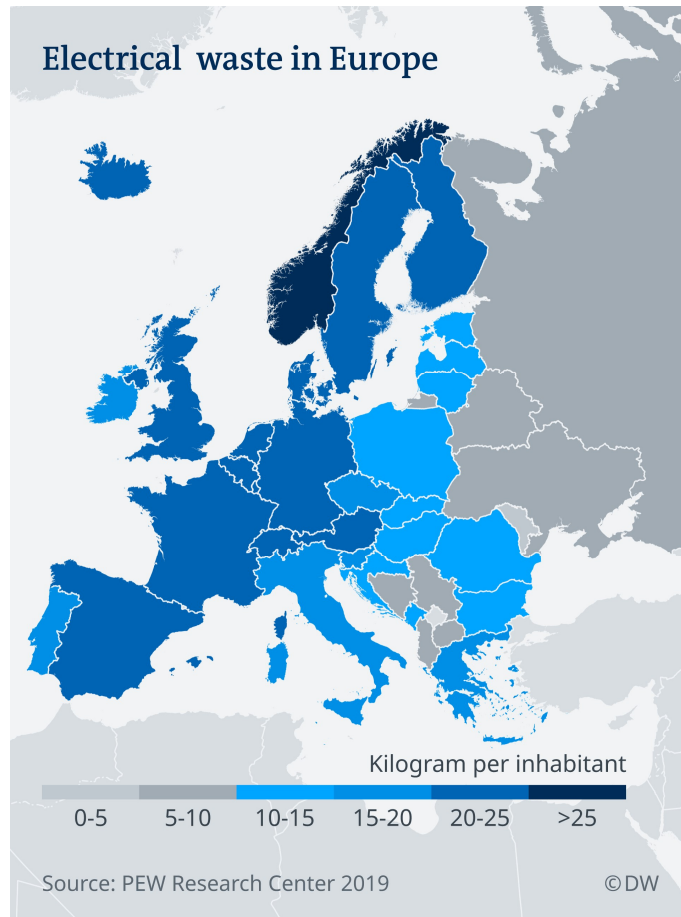 Electrical waste in Europe
Kilogram per inhabitant
0-5 5-10 10-15 15-20 20-25 >25
Source: PEW Research Center 2019 ©DW